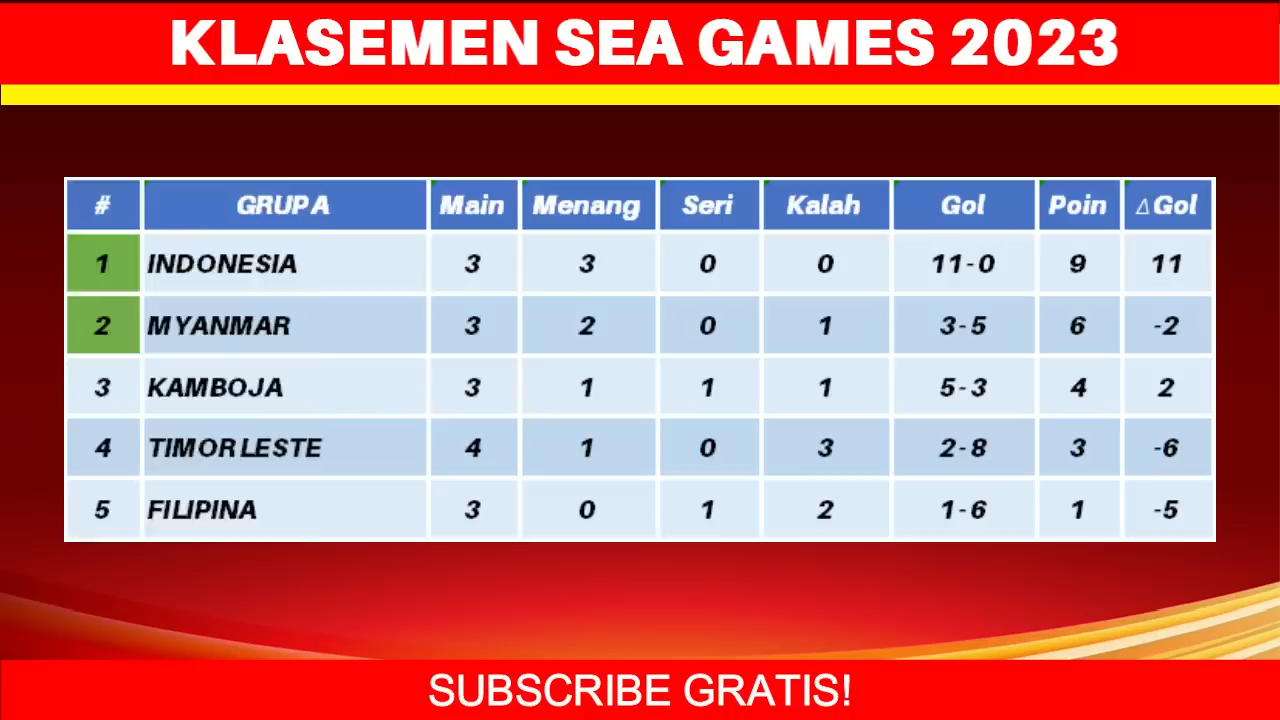 KLASEMEN SEA GAMES 2023
# GRUP A Main Menang Seri Kalah Gol Poin Δ Gol
1 INDONESIA 3 3 0 0 11-0 9 11
2 MYANMAR 3 2 0 1 3-5 6 -2
3 KAMBOJA 3 1 1 1 5-3 4 2
4 TIMOR LESTE 4 1 0 3 2-8 3 -6
5 FILIPINA 3 0 1 2 1-6 1 -5
SUBSCRIBE GRATIS!